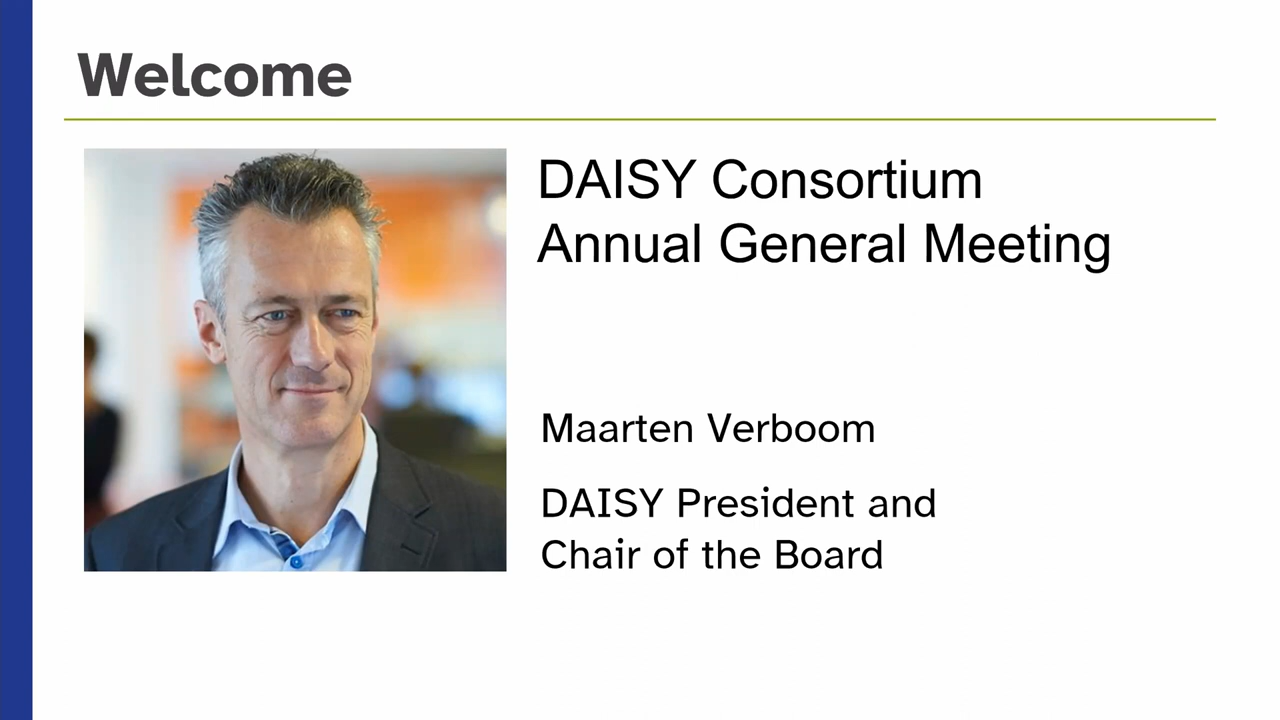 Welcome
DAISY Consortium
Annual General Meeting
Maarten Verboom
DAISY President and
Chair of the Board